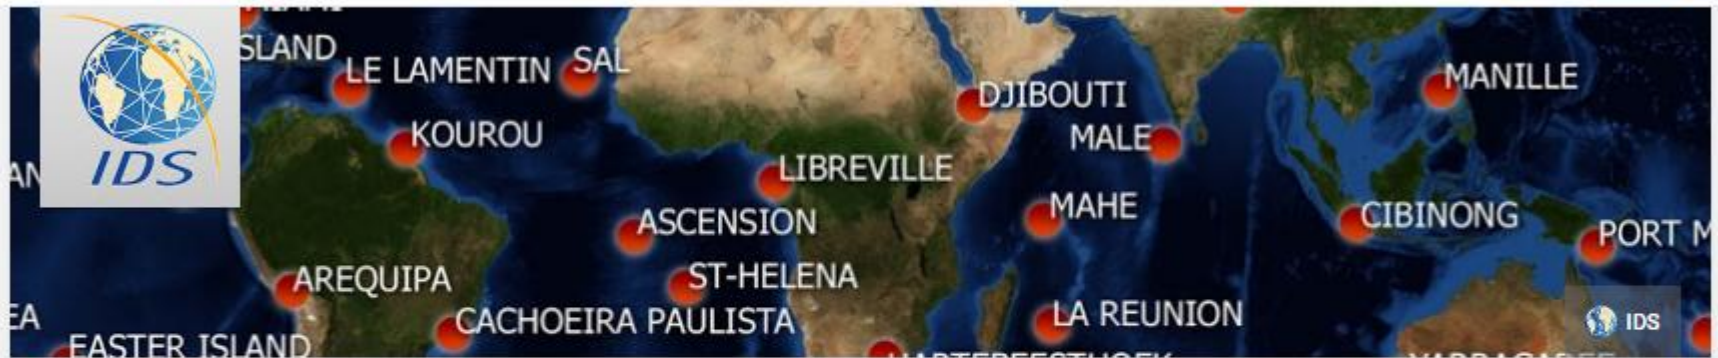 IDS
SLAND
LE LAMENTIN
SAL
KOUROU
DJIBOUTI
MALE
MANILLE
LIBREVILLE
ASCENSION
MAHE
CIBINONG
PORT M
AREQUIPA
ST-HELENA
LA REUNION
CACHOEIRA PAULISTA
EA
EASTER ISLAND
IDS